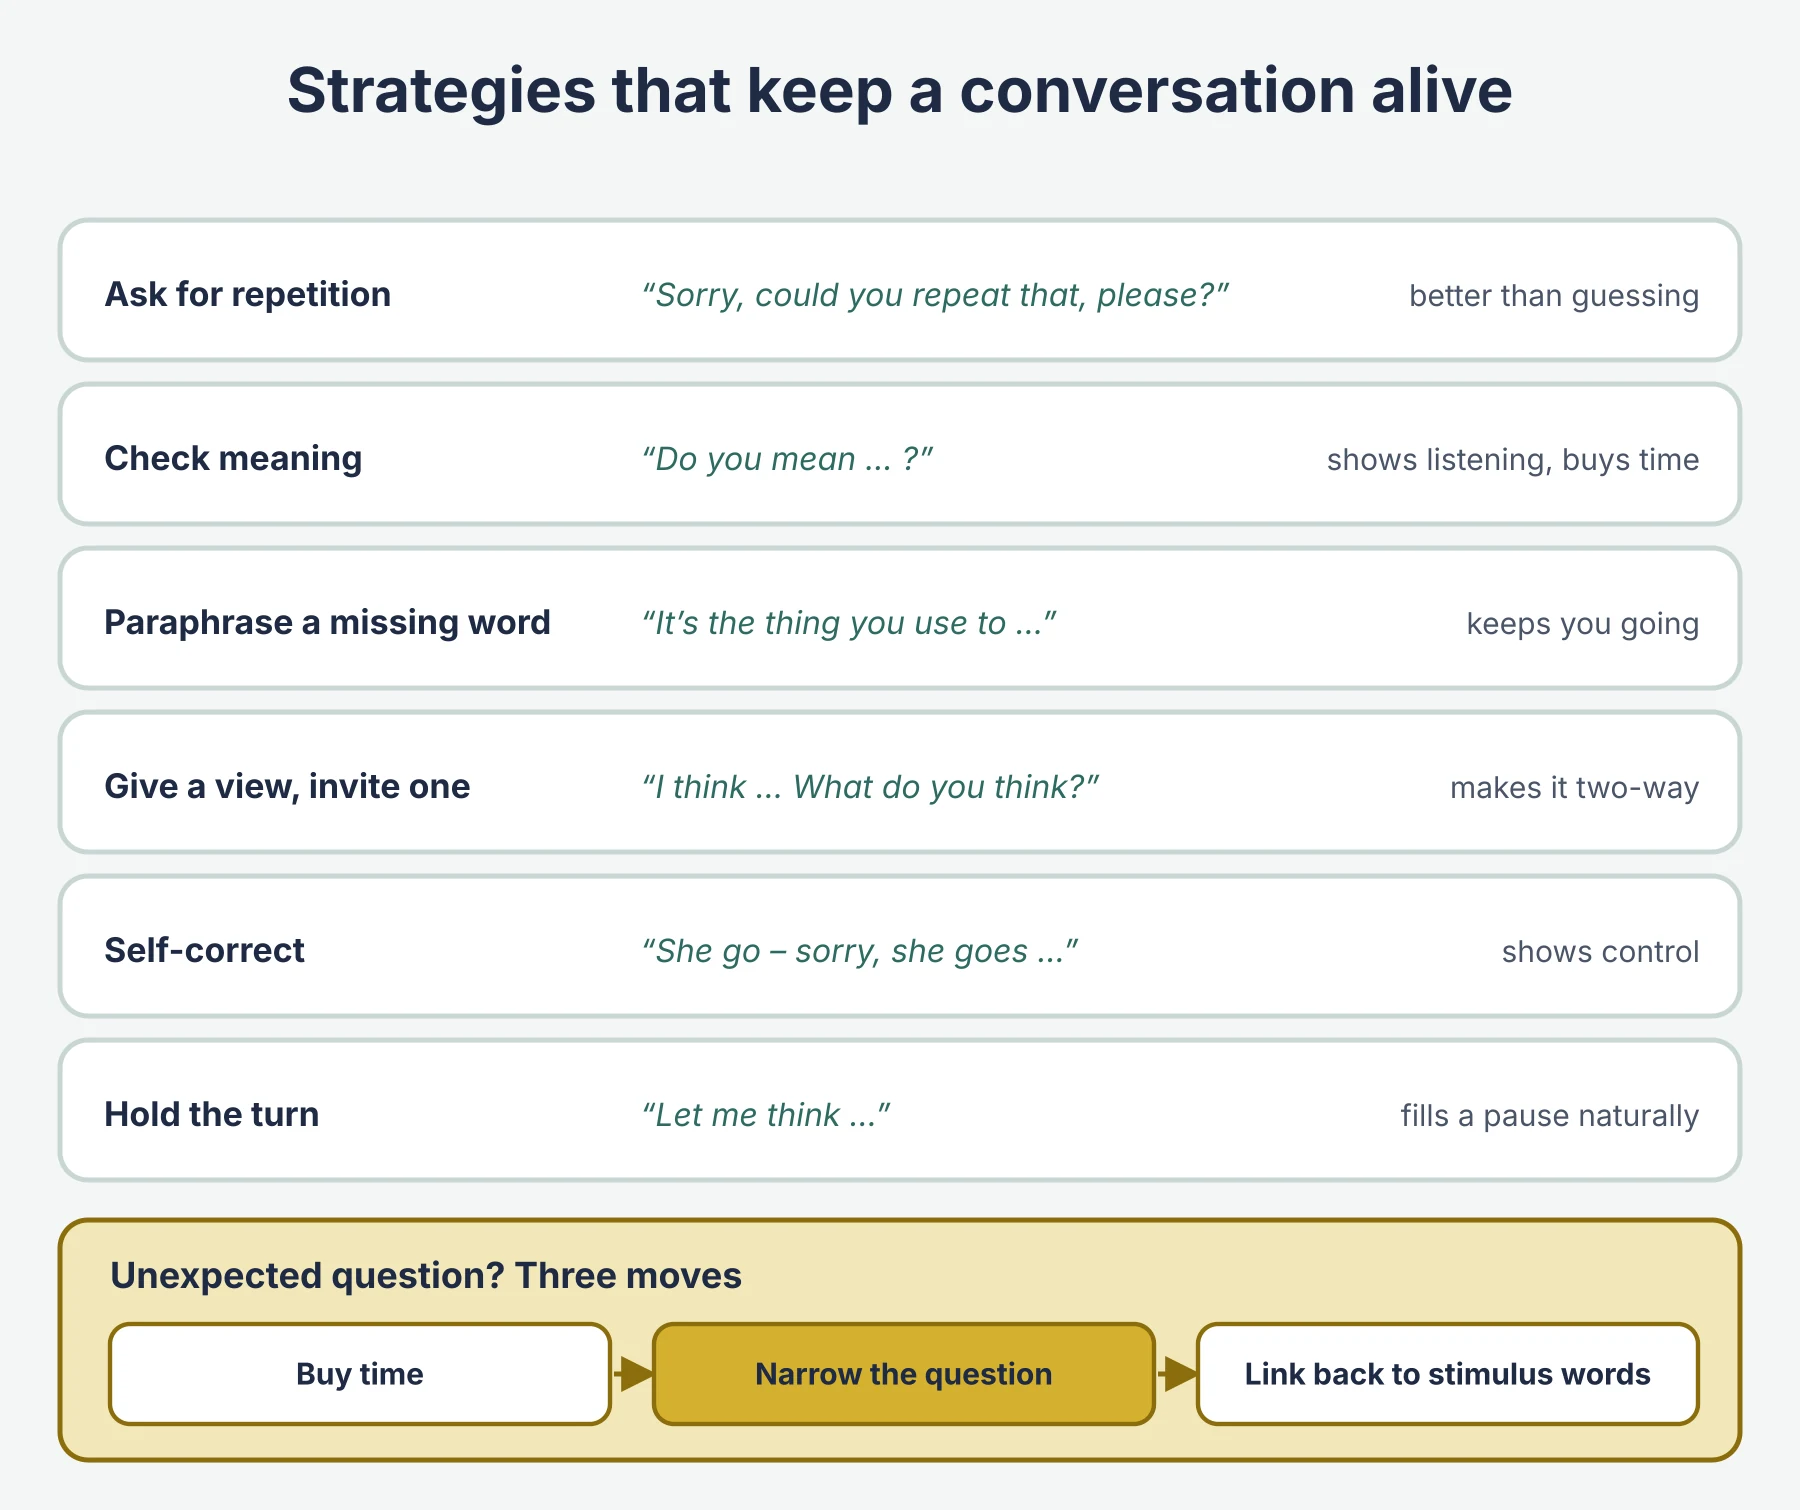 Strategies that keep a conversation alive
Ask for repetition “Sorry, could you repeat that, please?” better than guessing
Check meaning “Do you mean … ?” shows listening, buys time
Paraphrase a missing word “It’s the thing you use to …” keeps you going
Give a view, invite one “I think … What do you think?” makes it two-way
Self-correct “She go – sorry, she goes …” shows control
Hold the turn “Let me think …” fills a pause naturally
Unexpected question? Three moves
Buy time Narrow the question Link back to stimulus words